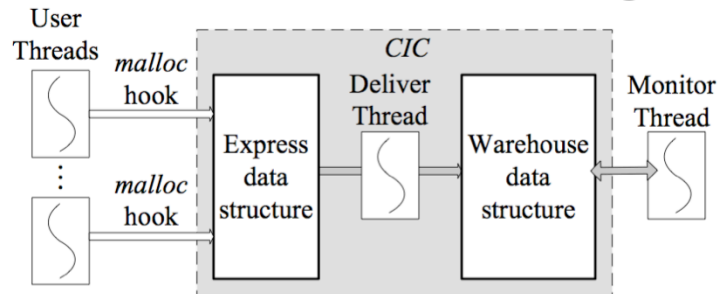 User
Threads
malloc
hook
malloc
hook
CIC
Express
data
structure
Deliver
Thread
Warehouse
data
structure
Monitor
Thread